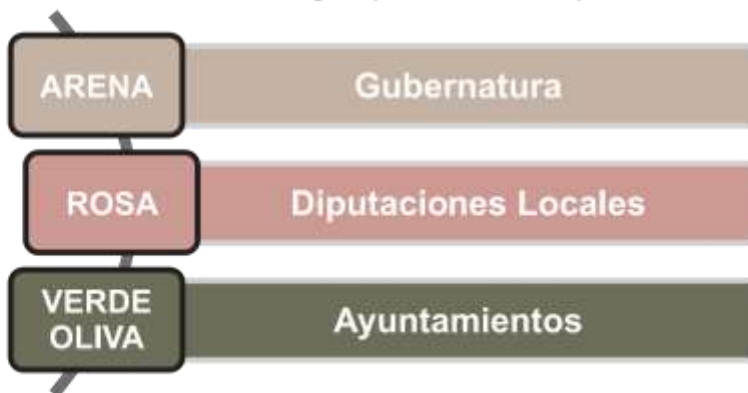 ARENA
Gubernatura
ROSA
Diputaciones Locales
VERDE
OLIVA
Ayuntamientos